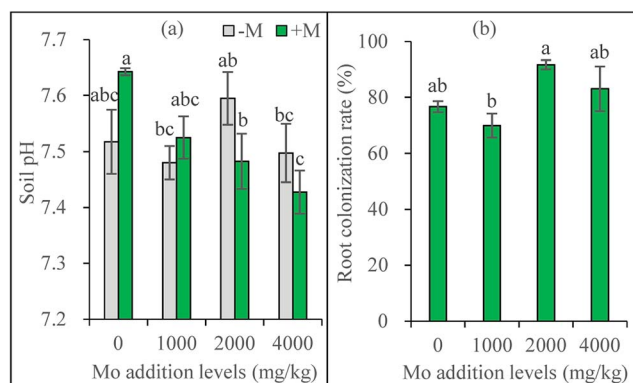 (a)
-M +M
Soil pH
7.7
7.6
7.5
7.4
7.3
7.2
abc a
bc abc
ab b
bc c
0 1000 2000 4000
Mo addition levels (mg/kg)
(b)
Root colonization rate (%)
100
80
60
40
20
0
ab b a ab
0 1000 2000 4000
Mo addition levels (mg/kg)